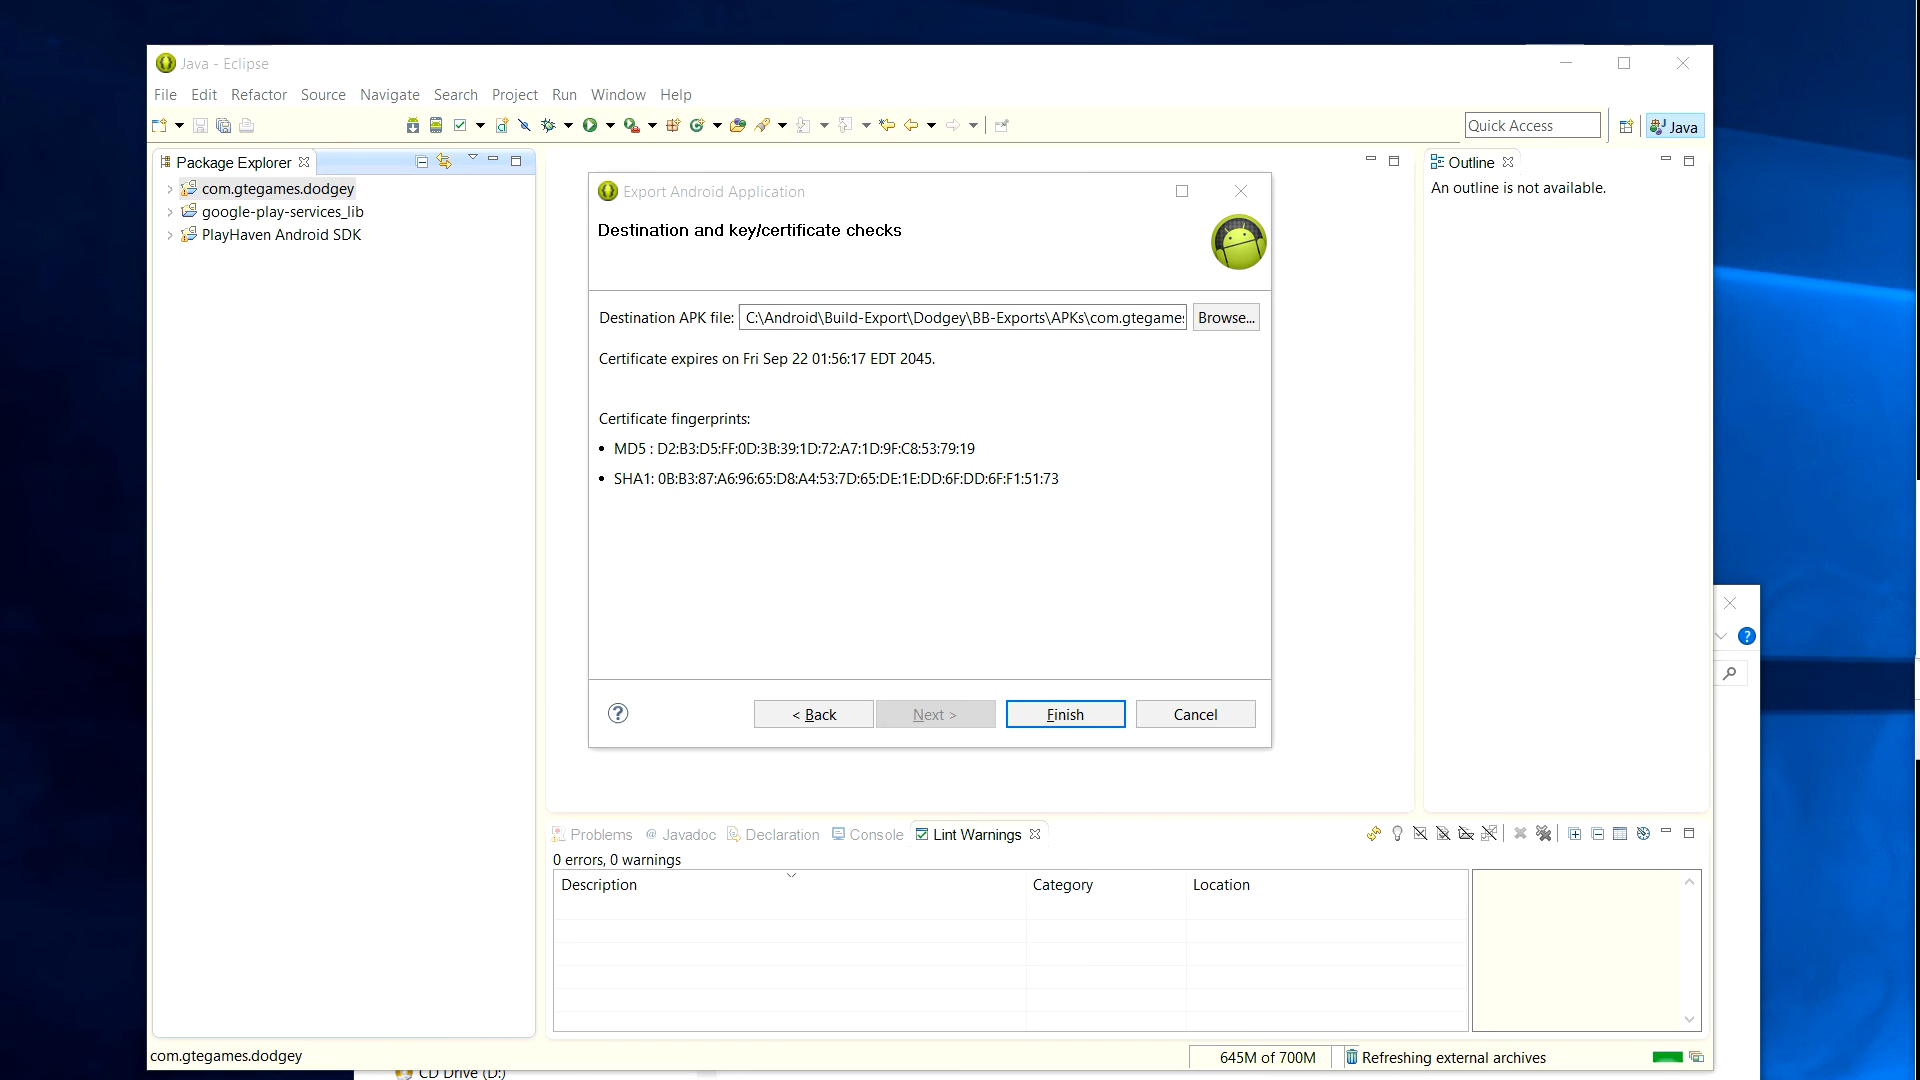 Java - Eclipse
File Edit Refactor Source Navigate Search Project Run Window Help
Quick Access
Java
Package Explorer
com.gtegames.dodgey
google-play-services_lib
PlayHaven Android SDK
Export Android Application
Destination and key/certificate checks
Destination APK file: C:\Android\Build-Export\Dodgey\BB-Exports\APKs\com.gtegames Browse...
Certificate expires on Fri Sep 22 01:56:17 EDT 2045.
Certificate fingerprints:
• MD5 : D2:B3:D5:FF:0D:3B:39:1D:72:A7:1D:9F:C8:53:79:19
• SHA1: 0B:B3:87:A6:96:65:D8:A4:53:7D:65:DE:1E:DD:6F:DD:6F:F1:51:73
< Back Next > Finish Cancel
Outline
An outline is not available.
Problems @ Javadoc Declaration Console Lint Warnings
0 errors, 0 warnings
Description Category Location
com.gtegames.dodgey
645M of 700M
Refreshing external archives
CD Drive (D:)